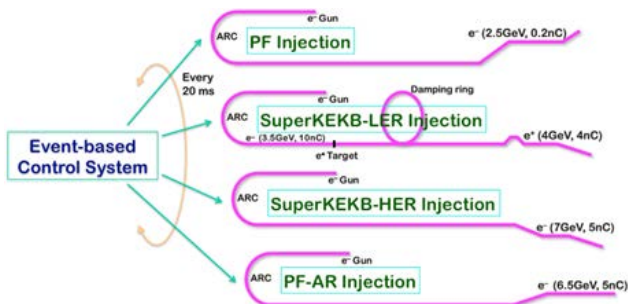 e⁻ Gun
ARC
PF Injection
e⁻ (2.5GeV, 0.2nC)
Every
20 ms
Damping ring
e⁻ Gun
ARC
SuperKEKB-LER Injection
e⁻ (3.5GeV, 10nC)
e⁺ (4GeV, 4nC)
e⁺ Target
Event-based
Control System
e⁻ Gun
ARC
SuperKEKB-HER Injection
e⁻ (7GeV, 5nC)
e⁻ Gun
ARC
PF-AR Injection
e⁻ (6.5GeV, 5nC)